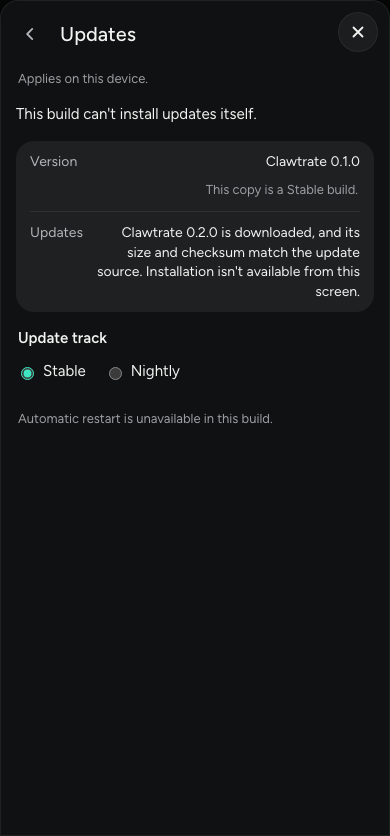 Updates
Applies on this device.
This build can't install updates itself.
Version
Clawtrate 0.1.0
This copy is a Stable build.
Updates
Clawtrate 0.2.0 is downloaded, and its
size and checksum match the update
source. Installation isn't available from this
screen.
Update track
Stable
Nightly
Automatic restart is unavailable in this build.